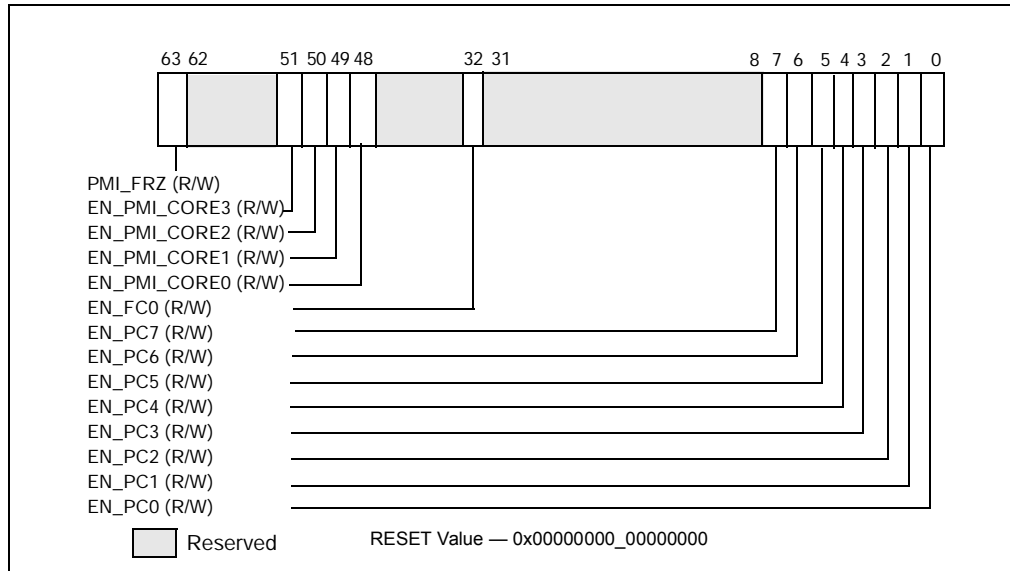 63 62 51 50 49 48 32 31 8 7 6 5 4 3 2 1 0
PMI_FRZ (R/W)
EN_PMI_CORE3 (R/W)
EN_PMI_CORE2 (R/W)
EN_PMI_CORE1 (R/W)
EN_PMI_CORE0 (R/W)
EN_FC0 (R/W)
EN_PC7 (R/W)
EN_PC6 (R/W)
EN_PC5 (R/W)
EN_PC4 (R/W)
EN_PC3 (R/W)
EN_PC2 (R/W)
EN_PC1 (R/W)
EN_PC0 (R/W)
Reserved RESET Value — 0x00000000_00000000